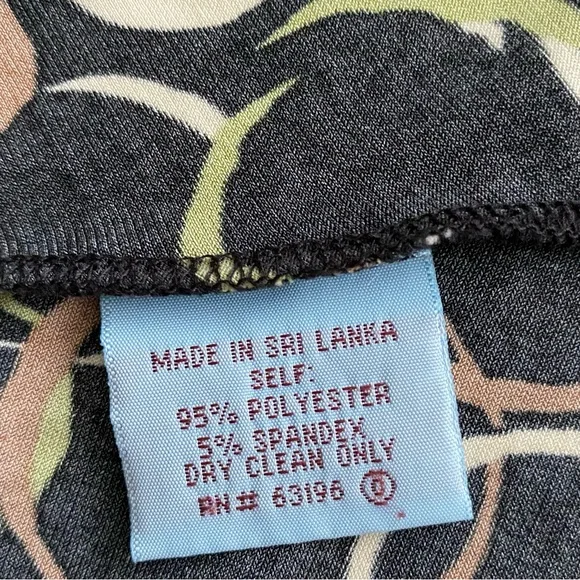 MADE IN SRI LANKA
SELF:
95% POLYESTER
5% SPANDEX
DRY CLEAN ONLY
RN# 63196